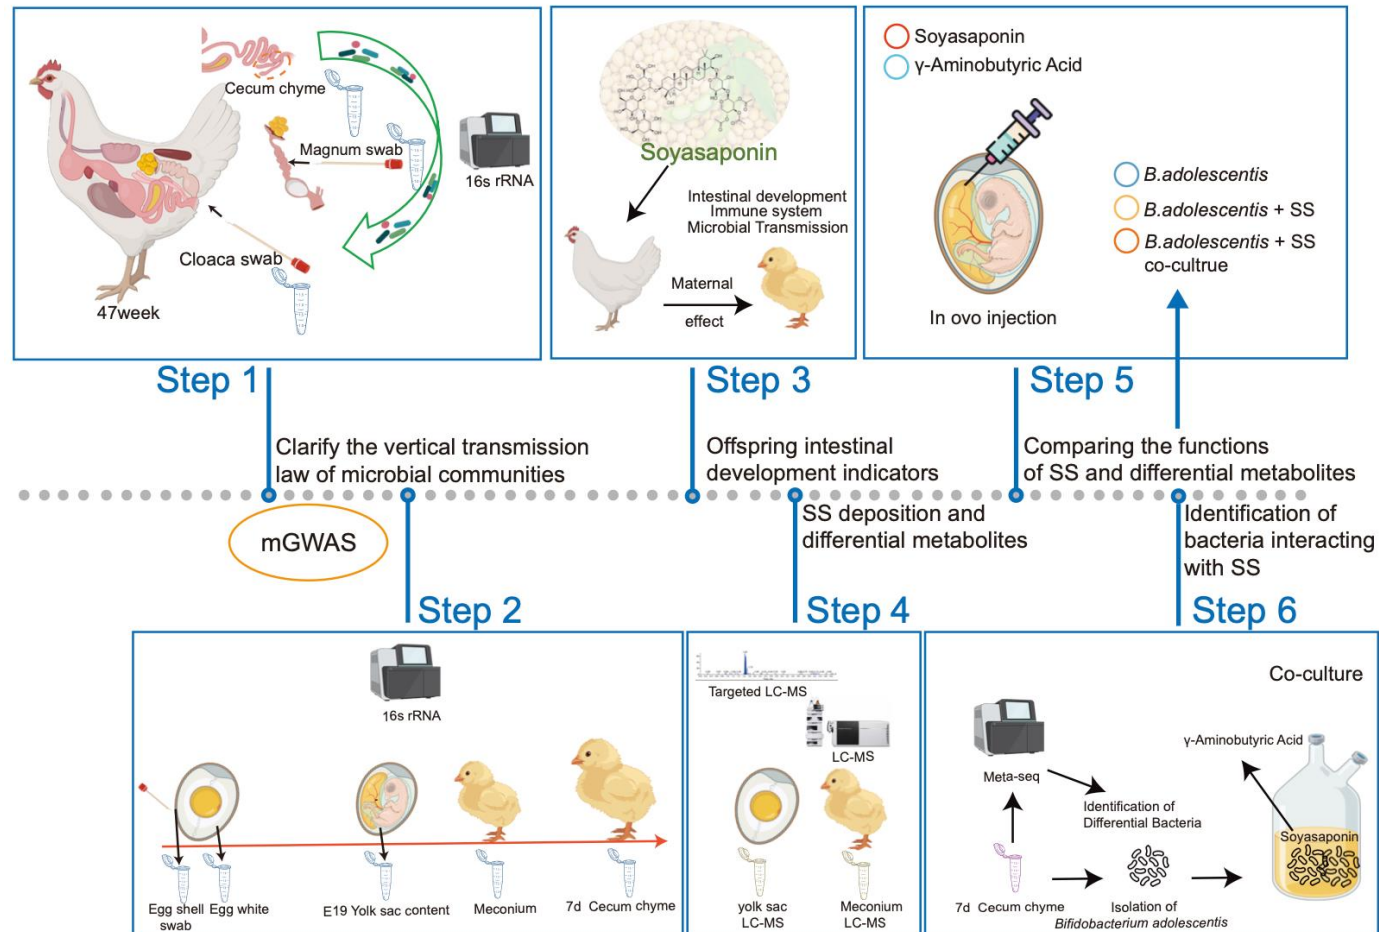 Cecum chyme
Magnum swab
16s rRNA
Cloaca swab
47week
Soyasaponin
Intestinal development
Immune system
Microbial Transmission
Maternal
effect
Soyasaponin
γ-Aminobutyric Acid
B.adolescentis
B.adolescentis + SS
B.adolescentis + SS
co-cultrue
In ovo injection
Step 1
Clarify the vertical transmission
law of microbial communities
Step 3
Offspring intestinal
development indicators
Step 5
Comparing the functions
of SS and differential metabolites
mGWAS
Step 2
SS deposition and
differential metabolites
Step 4
Identification of
bacteria interacting
with SS
Step 6
16s rRNA
Egg shell
swab
Egg white
E19 Yolk sac content
Meconium
7d Cecum chyme
Targeted LC-MS
LC-MS
yolk sac
LC-MS
Meconium
LC-MS
Co-culture
γ-Aminobutyric Acid
Meta-seq
Identification of
Differential Bacteria
Soyasaponin
7d Cecum chyme
Isolation of
Bifidobacterium adolescentis